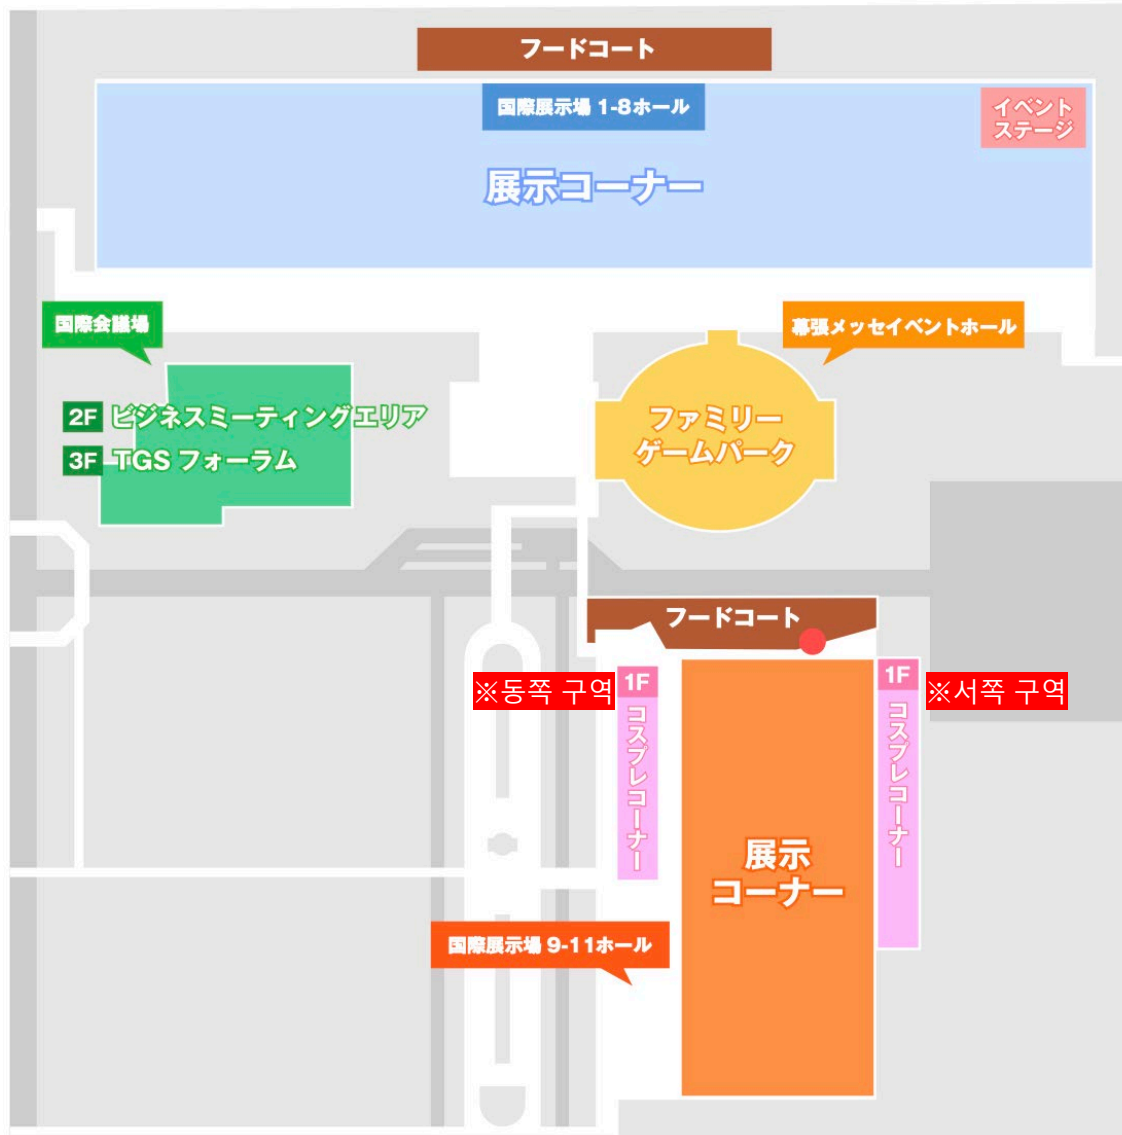 フードコート
国際展示場 1-8ホール
イベント
ステージ
展示コーナー
国際会議場
幕張メッセイベントホール
2F ビジネスミーティングエリア
3F TGS フォーラム
ファミリー
ゲームパーク
フードコート
※동쪽 구역
1F
コスプレコーナー
1F
コスプレコーナー
※서쪽 구역
展示
コーナー
国際展示場 9-11ホール